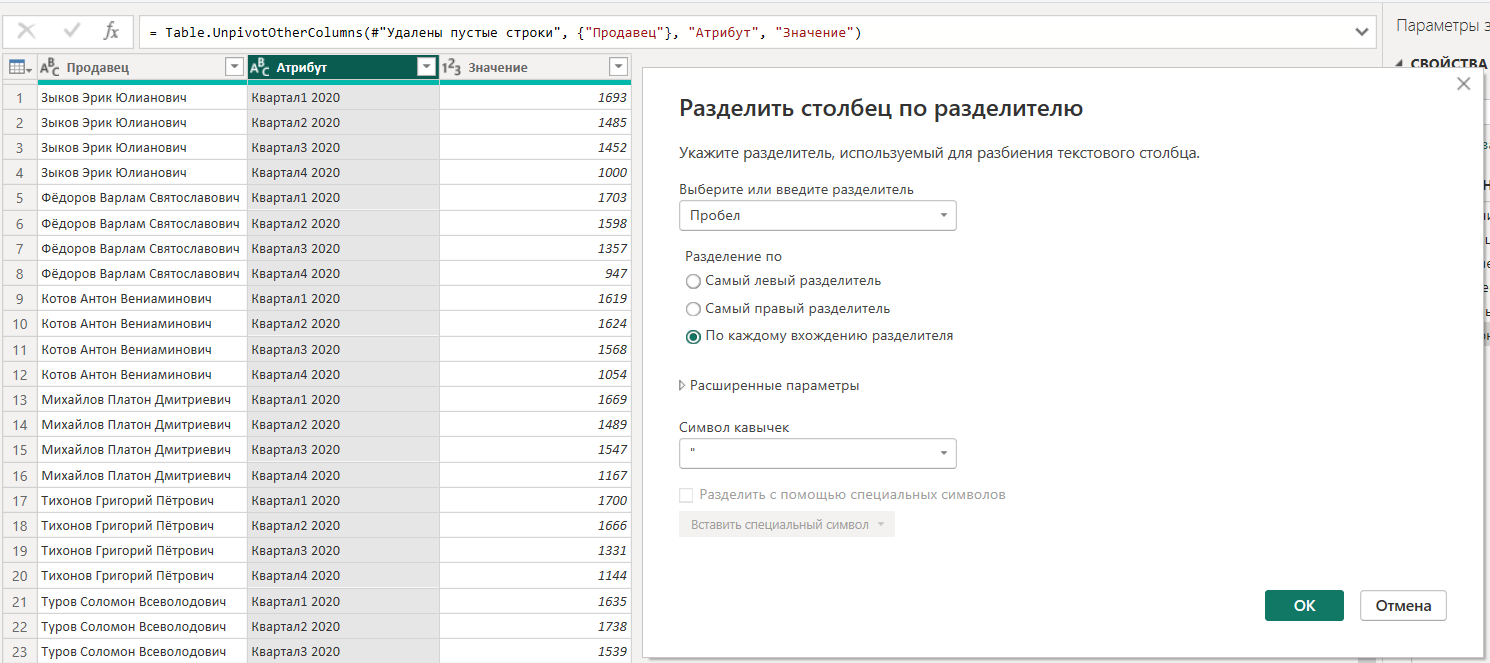 fx
= Table.UnpivotOtherColumns(#"Удалены пустые строки", {"Продавец"}, "Атрибут", "Значение")
Параметры з
СВОЙСТВА
ABC Продавец ABC Атрибут 123 Значение
1 Зыков Эрик Юлианович Квартал1 2020 1693
2 Зыков Эрик Юлианович Квартал2 2020 1485
3 Зыков Эрик Юлианович Квартал3 2020 1452
4 Зыков Эрик Юлианович Квартал4 2020 1000
5 Фёдоров Варлам Святославович Квартал1 2020 1703
6 Фёдоров Варлам Святославович Квартал2 2020 1598
7 Фёдоров Варлам Святославович Квартал3 2020 1357
8 Фёдоров Варлам Святославович Квартал4 2020 947
9 Котов Антон Вениаминович Квартал1 2020 1619
10 Котов Антон Вениаминович Квартал2 2020 1624
11 Котов Антон Вениаминович Квартал3 2020 1568
12 Котов Антон Вениаминович Квартал4 2020 1054
13 Михайлов Платон Дмитриевич Квартал1 2020 1669
14 Михайлов Платон Дмитриевич Квартал2 2020 1489
15 Михайлов Платон Дмитриевич Квартал3 2020 1547
16 Михайлов Платон Дмитриевич Квартал4 2020 1167
17 Тихонов Григорий Пётрович Квартал1 2020 1700
18 Тихонов Григорий Пётрович Квартал2 2020 1666
19 Тихонов Григорий Пётрович Квартал3 2020 1331
20 Тихонов Григорий Пётрович Квартал4 2020 1144
21 Туров Соломон Всеволодович Квартал1 2020 1635
22 Туров Соломон Всеволодович Квартал2 2020 1738
23 Туров Соломон Всеволодович Квартал3 2020 1539
Разделить столбец по разделителю
Укажите разделитель, используемый для разбиения текстового столбца.
Выберите или введите разделитель
Пробел
Разделение по
Самый левый разделитель
Самый правый разделитель
По каждому вхождению разделителя
Расширенные параметры
Символ кавычек
"
Разделить с помощью специальных символов
Вставить специальный символ
ОК
Отмена